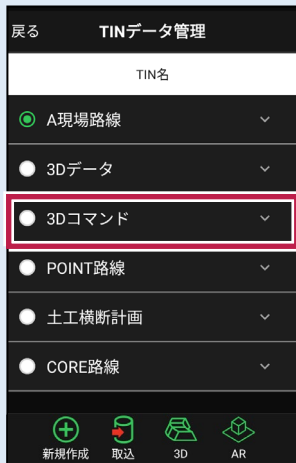 戻る TINデータ管理
TIN名
A現場路線
3Dデータ
3Dコマンド
POINT路線
土工横断計画
CORE路線
新規作成 取込 3D AR